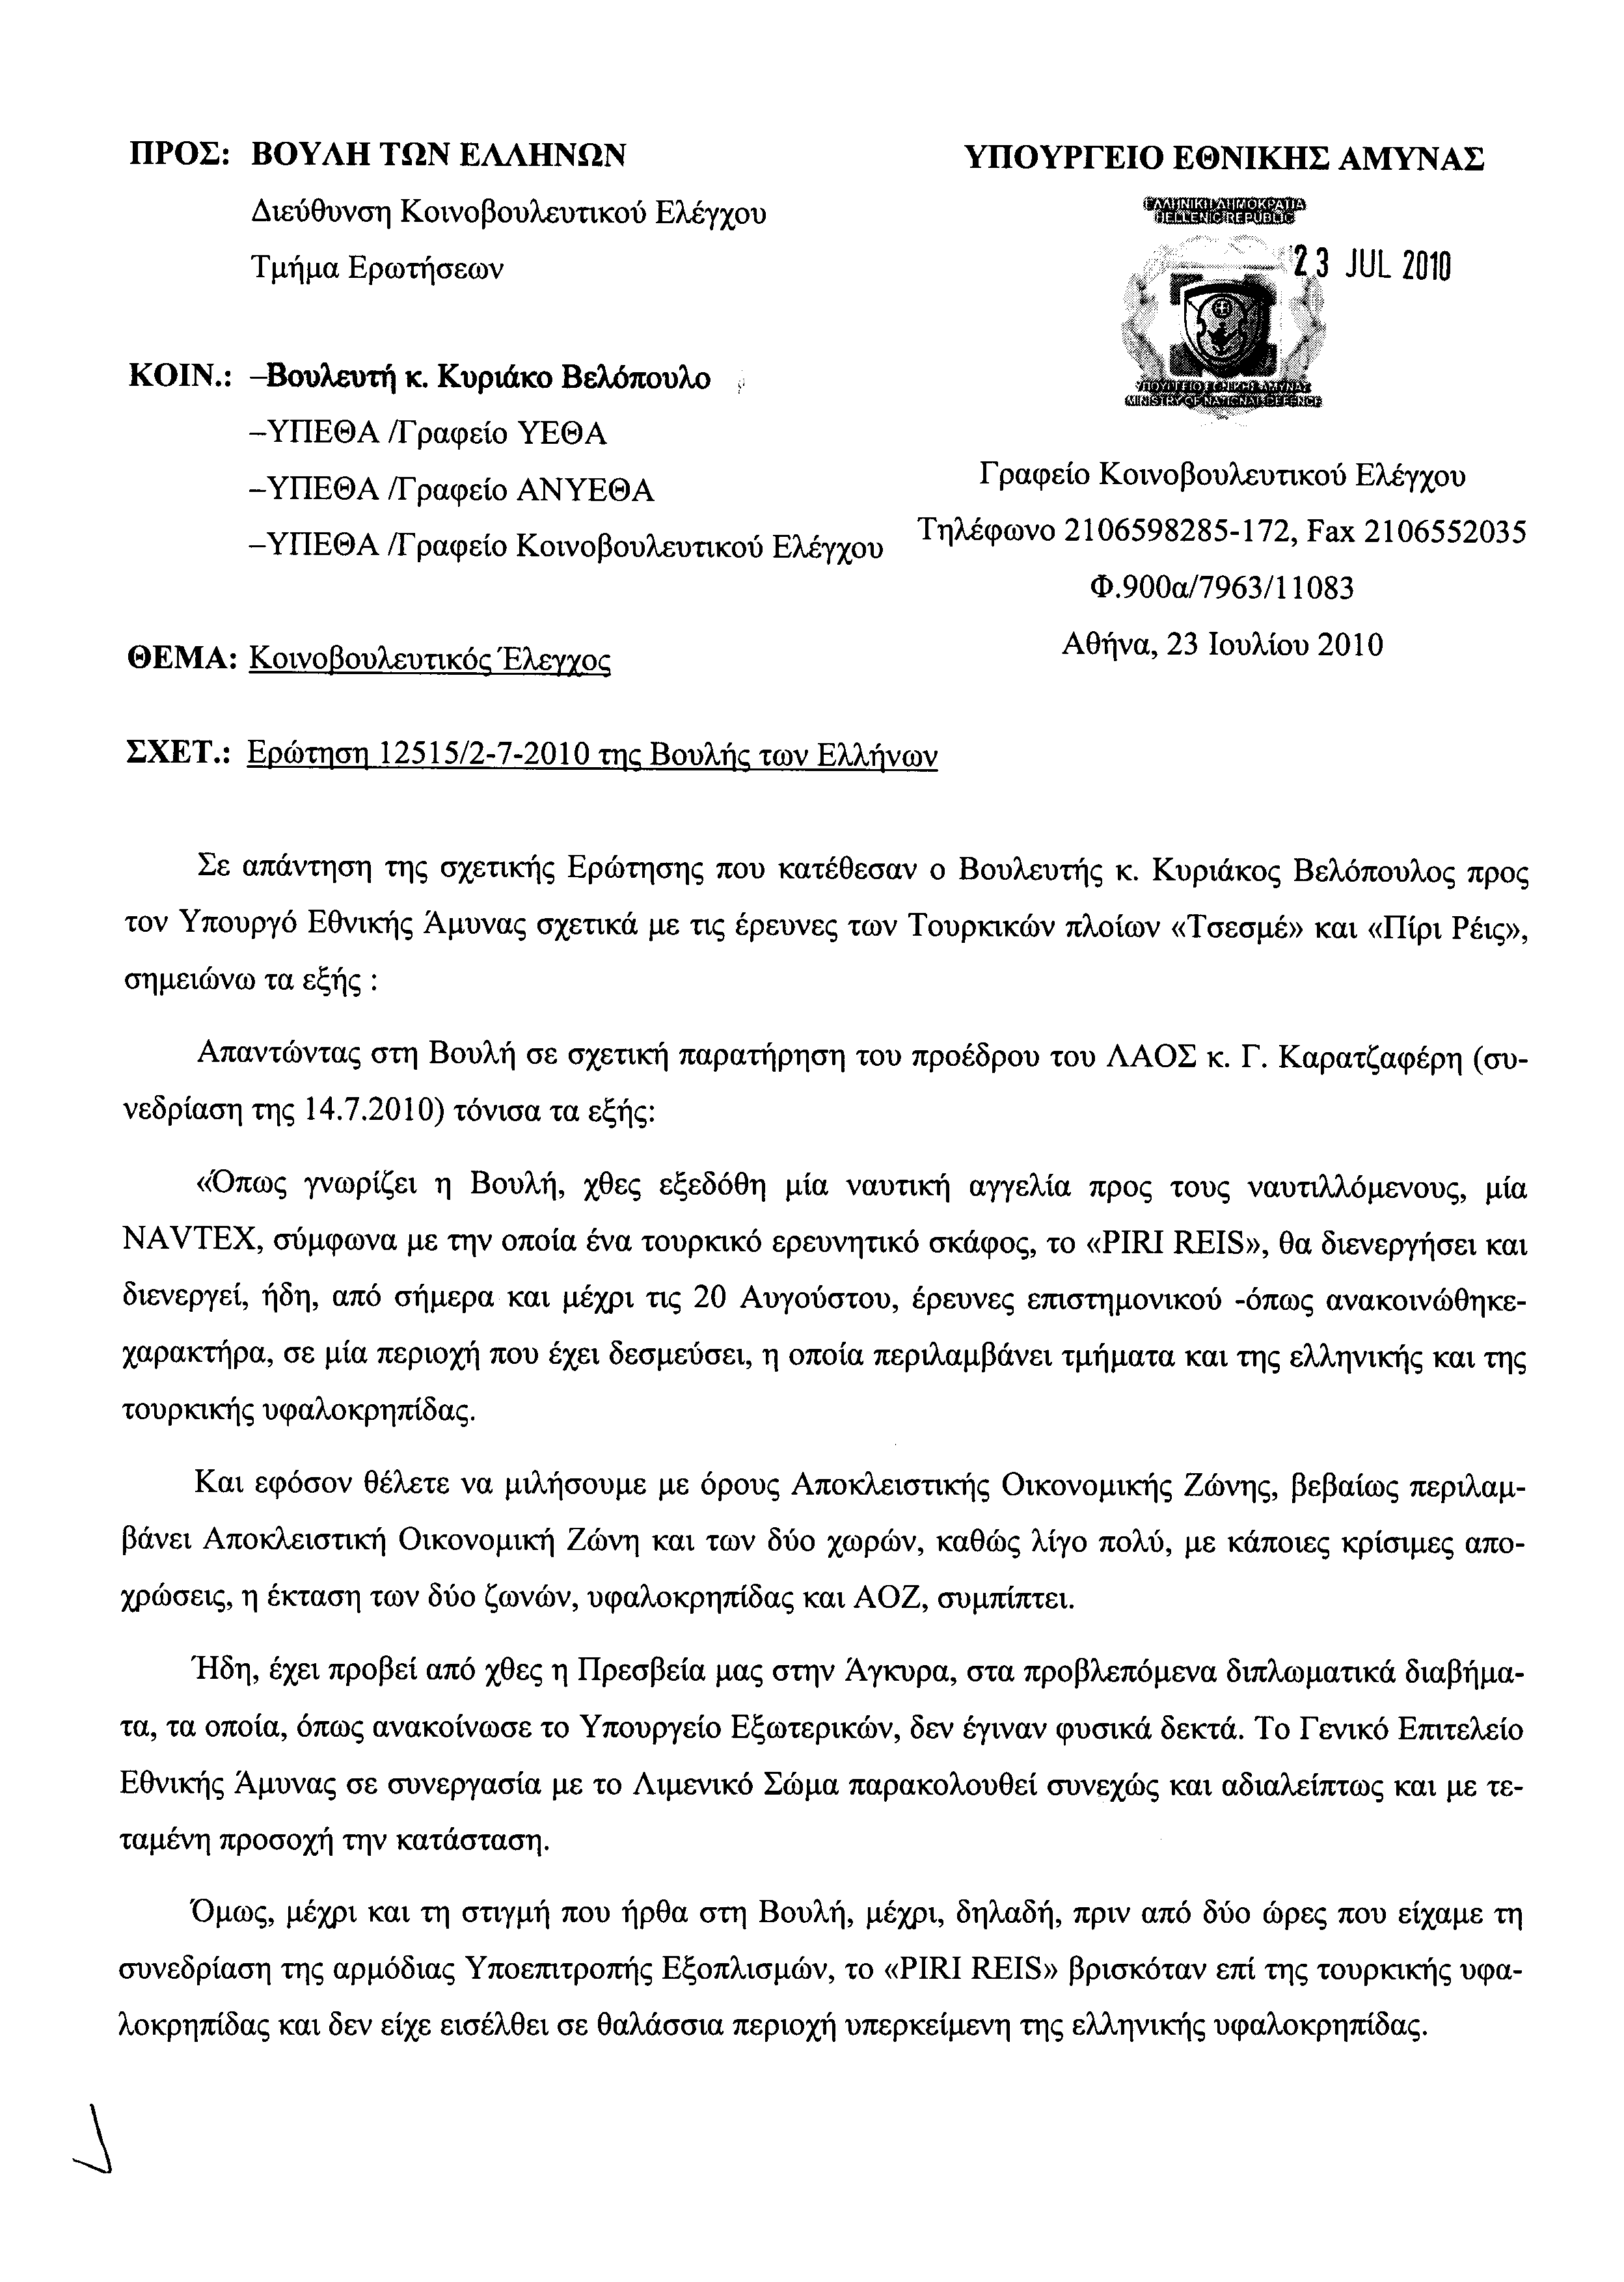 ΠΡΟΣ: ΒΟΥΛΗ ΤΩΝ ΕΛΛΗΝΩΝ
Διεύθυνση Κοινοβουλευτικού Ελέγχου
Τμήμα Ερωτήσεων
ΚΟΙΝ.: –Βουλευτή κ. Κυριάκο Βελόπουλο
–ΥΠΕΘΑ /Γραφείο ΥΕΘΑ
–ΥΠΕΘΑ /Γραφείο ΑΝΥΕΘΑ
–ΥΠΕΘΑ /Γραφείο Κοινοβουλευτικού Ελέγχου
ΘΕΜΑ: Κοινοβουλευτικός Έλεγχος
ΥΠΟΥΡΓΕΙΟ ΕΘΝΙΚΗΣ ΑΜΥΝΑΣ
ΕΛΛΗΝΙΚΗ ΔΗΜΟΚΡΑΤΙΑ
HELLENIC REPUBLIC
23 JUL 2010
ΥΠΟΥΡΓΕΙΟ ΕΘΝΙΚΗΣ ΑΜΥΝΑΣ
MINISTRY OF NATIONAL DEFENCE
Γραφείο Κοινοβουλευτικού Ελέγχου
Τηλέφωνο 2106598285-172, Fax 2106552035
Φ.900α/7963/11083
Αθήνα, 23 Ιουλίου 2010
ΣΧΕΤ.: Ερώτηση 12515/2-7-2010 της Βουλής των Ελλήνων
Σε απάντηση της σχετικής Ερώτησης που κατέθεσαν ο Βουλευτής κ. Κυριάκος Βελόπουλος προς
τον Υπουργό Εθνικής Άμυνας σχετικά με τις έρευνες των Τουρκικών πλοίων «Τσεσμέ» και «Πίρι Ρέις»,
σημειώνω τα εξής :
Απαντώντας στη Βουλή σε σχετική παρατήρηση του προέδρου του ΛΑΟΣ κ. Γ. Καρατζαφέρη (συ-
νεδρίαση της 14.7.2010) τόνισα τα εξής:
«Όπως γνωρίζει η Βουλή, χθες εξεδόθη μία ναυτική αγγελία προς τους ναυτιλλόμενους, μία
NAVTEX, σύμφωνα με την οποία ένα τουρκικό ερευνητικό σκάφος, το «PIRI REIS», θα διενεργήσει και
διενεργεί, ήδη, από σήμερα και μέχρι τις 20 Αυγούστου, έρευνες επιστημονικού -όπως ανακοινώθηκε-
χαρακτήρα, σε μία περιοχή που έχει δεσμεύσει, η οποία περιλαμβάνει τμήματα και της ελληνικής και της
τουρκικής υφαλοκρηπίδας.
Και εφόσον θέλετε να μιλήσουμε με όρους Αποκλειστικής Οικονομικής Ζώνης, βεβαίως περιλαμ-
βάνει Αποκλειστική Οικονομική Ζώνη και των δύο χωρών, καθώς λίγο πολύ, με κάποιες κρίσιμες απο-
χρώσεις, η έκταση των δύο ζωνών, υφαλοκρηπίδας και ΑΟΖ, συμπίπτει.
Ήδη, έχει προβεί από χθες η Πρεσβεία μας στην Άγκυρα, στα προβλεπόμενα διπλωματικά διαβήμα-
τα, τα οποία, όπως ανακοίνωσε το Υπουργείο Εξωτερικών, δεν έγιναν φυσικά δεκτά. Το Γενικό Επιτελείο
Εθνικής Άμυνας σε συνεργασία με το Λιμενικό Σώμα παρακολουθεί συνεχώς και αδιαλείπτως και με τε-
ταμένη προσοχή την κατάσταση.
Όμως, μέχρι και τη στιγμή που ήρθα στη Βουλή, μέχρι, δηλαδή, πριν από δύο ώρες που είχαμε τη
συνεδρίαση της αρμόδιας Υποεπιτροπής Εξοπλισμών, το «PIRI REIS» βρισκόταν επί της τουρκικής υφα-
λοκρηπίδας και δεν είχε εισέλθει σε θαλάσσια περιοχή υπερκείμενη της ελληνικής υφαλοκρηπίδας.